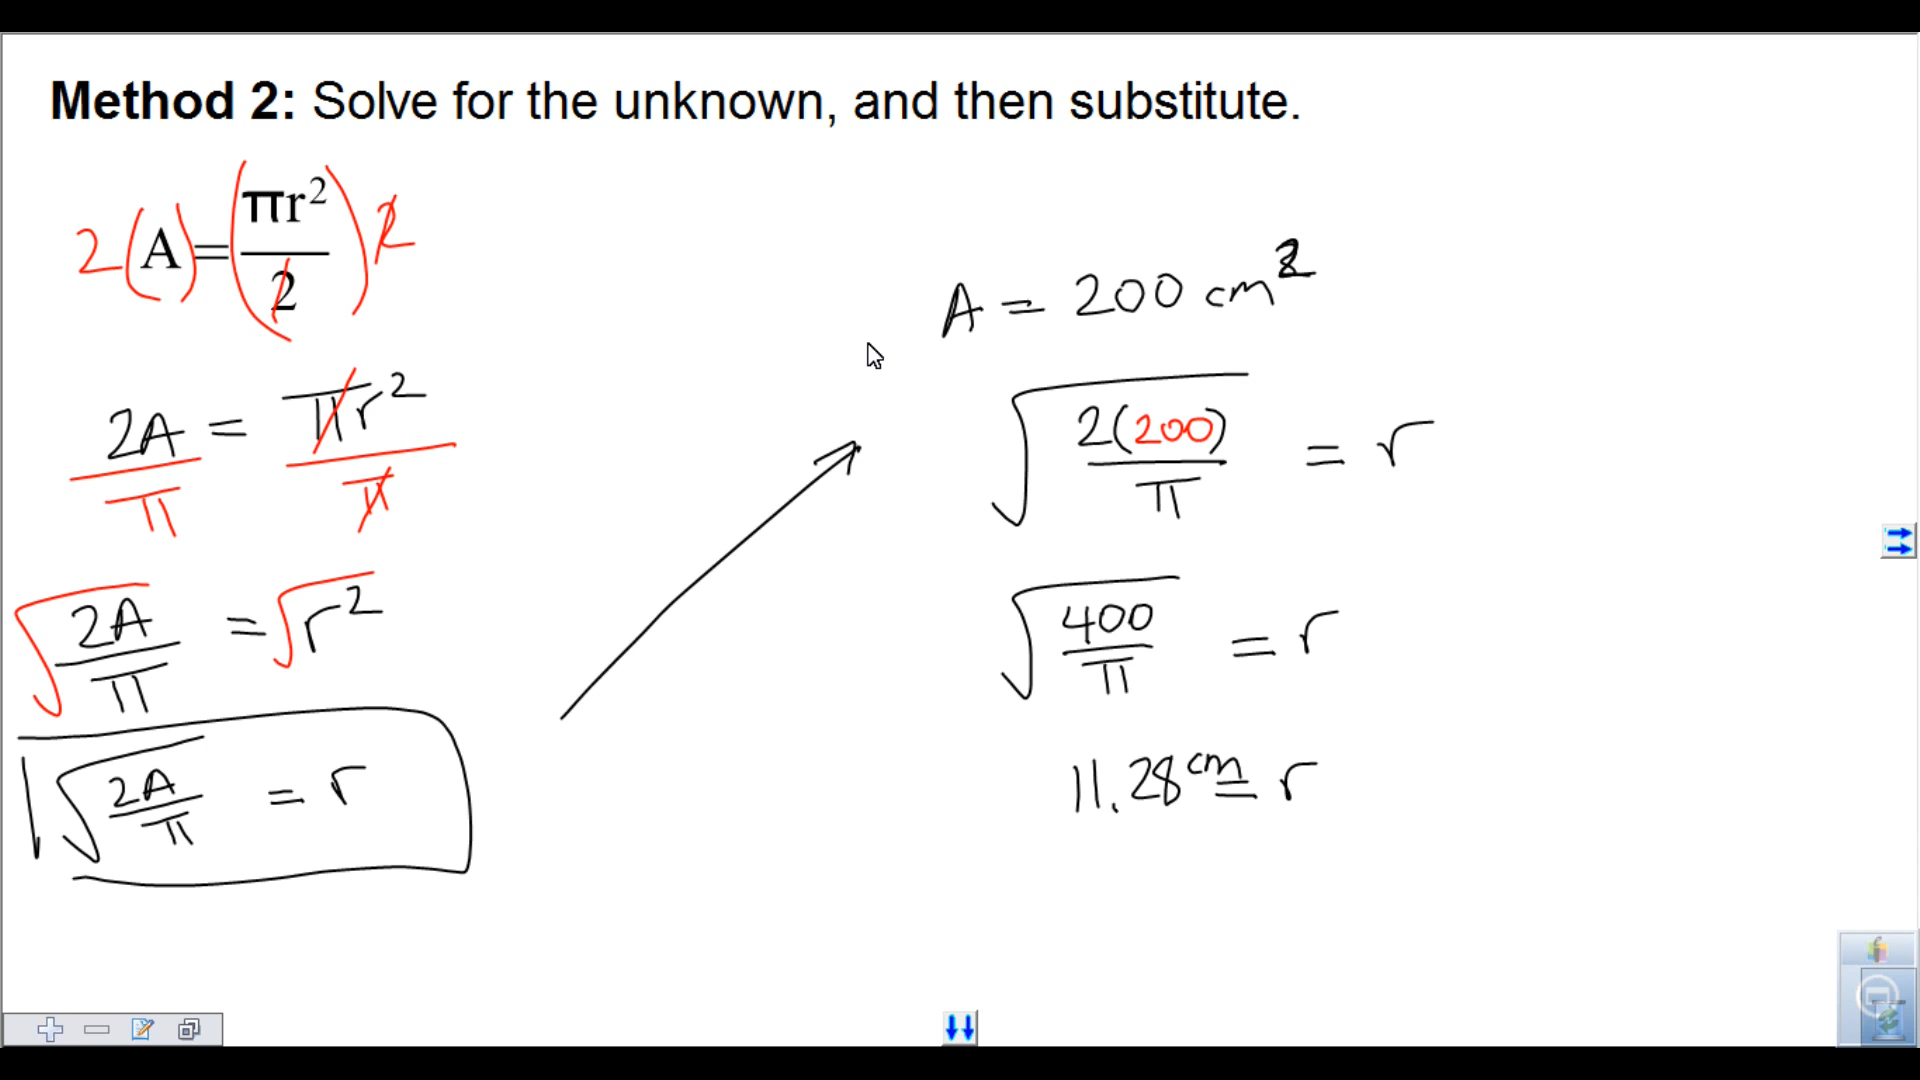 Method 2: Solve for the unknown, and then substitute.
2(A)=(πr²/2)2
2A/π = πr²/π
√(2A/π) = √r²
√(2A/π) = r
A = 200 cm²
√(2(200)/π) = r
√(400/π) = r
11.28 cm = r